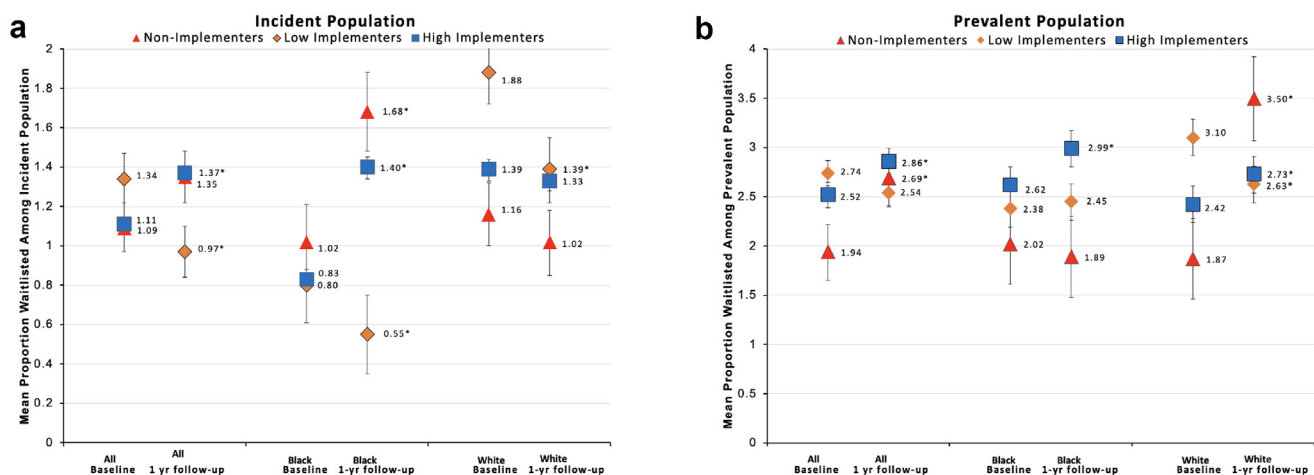 a
Incident Population
Non-Implementers Low Implementers High Implementers
Mean Proportion Waitlisted Among Incident Population
2
1.8
1.6
1.4
1.2
1
0.8
0.6
0.4
0.2
0
1.34
1.11
1.09
1.37*
1.35
0.97*
1.02
0.83
0.80
1.68*
1.40*
0.55*
1.88
1.39
1.16
1.39*
1.33
1.02
All Baseline
All 1 yr follow-up
Black Baseline
Black 1-yr follow-up
White Baseline
White 1-yr follow-up
b
Prevalent Population
Non-Implementers Low Implementers High Implementers
Mean Proportion Waitlisted Among Prevalent Population
4
3.5
3
2.5
2
1.5
1
0.5
0
2.74
2.52
1.94
2.86*
2.69*
2.54
2.62
2.38
2.02
2.99*
2.45
1.89
3.10
2.42
1.87
3.50*
2.73*
2.63*
All Baseline
All 1 yr follow-up
Black Baseline
Black 1-yr follow-up
White Baseline
White 1-yr follow-up